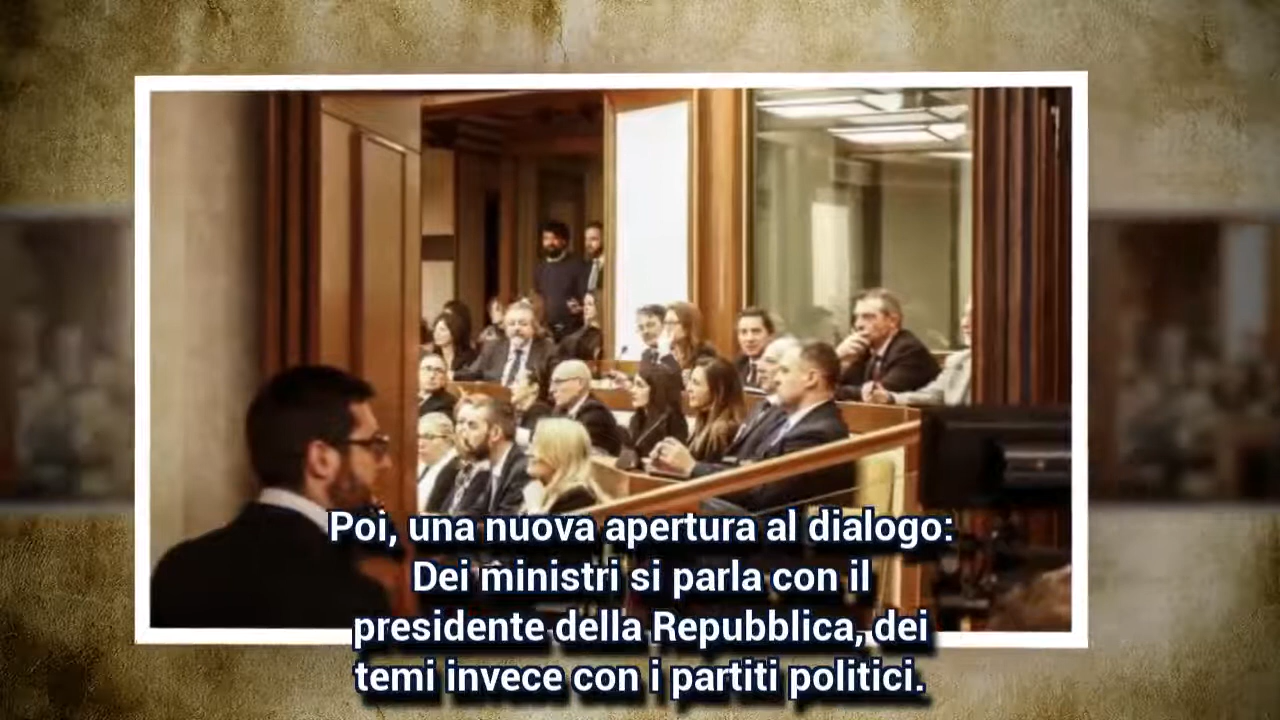 Poi, una nuova apertura al dialogo:
Dei ministri si parla con il
presidente della Repubblica, dei
temi invece con i partiti politici.